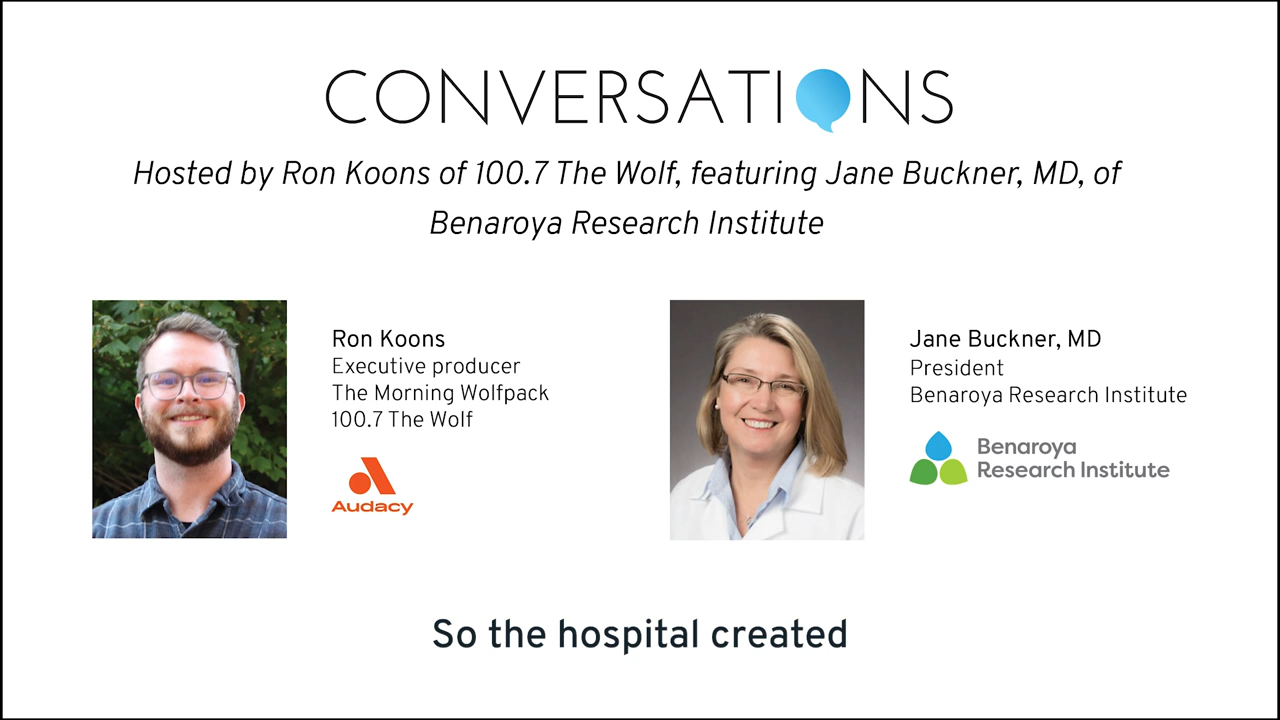 CONVERSATIONS
Hosted by Ron Koons of 100.7 The Wolf, featuring Jane Buckner, MD, of
Benaroya Research Institute
Ron Koons
Executive producer
The Morning Wolfpack
100.7 The Wolf
Audacy
Jane Buckner, MD
President
Benaroya Research Institute
Benaroya
Research Institute
So the hospital created